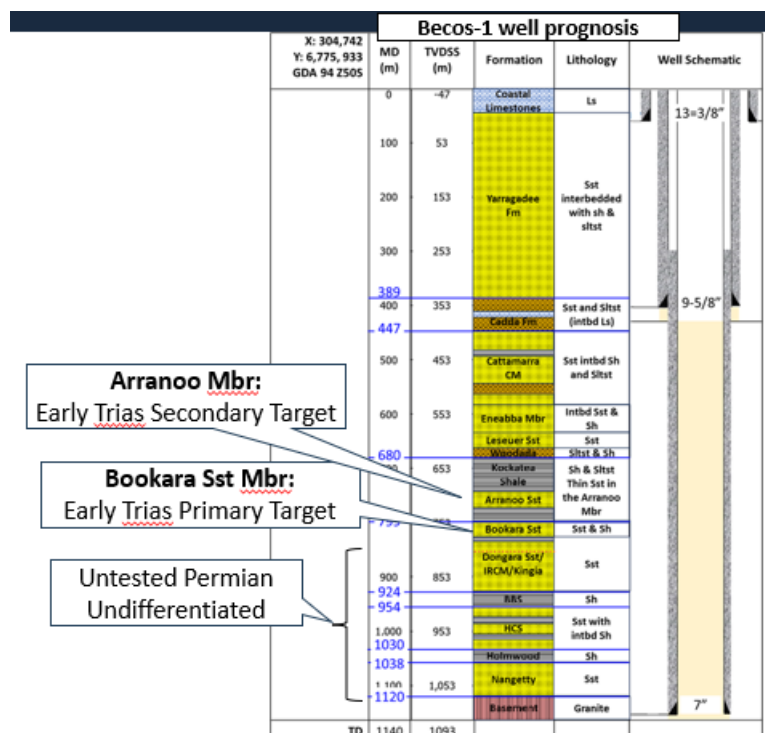 Becos-1 well prognosis
X: 304,742
Y: 6,775, 933
GDA 94 Z50S
MD
(m)
TVDSS
(m)
Formation
Lithology
Well Schematic
0
-47
Coastal
Limestones
Ls
13=3/8"
100
53
200
153
Yarragadee
Fm
Sst
interbedded
with sh &
sltst
300
253
389
400
353
Sst and Sltst
(intbd Ls)
9-5/8"
Cadda Fm
447
500
453
Cattamarra
CM
Sst intbd Sh
and Sltst
Arranoo Mbr:
Early Trias Secondary Target
600
553
Eneabba Mbr
Intbd Sst &
Sh
Leseuer Sst
Sst
680
Woodada
Sltst & Sh
653
Kockatea
Shale
Sh & Sltst
Thin Sst in
the Arranoo
Mbr
Arranoo Sst
Bookara Sst Mbr:
Early Trias Primary Target
Bookara Sst
Sst & Sh
Untested Permian
Undifferentiated
Dongara Sst/
IRCM/Kingia
Sst
900
853
924
BBS
Sh
954
1.000
953
HCS
Sst with
intbd Sh
1030
Holmwood
Sh
1038
1,100
1,053
Nangetty
Sst
1120
Basement
Granite
7"
TD
1140
1093